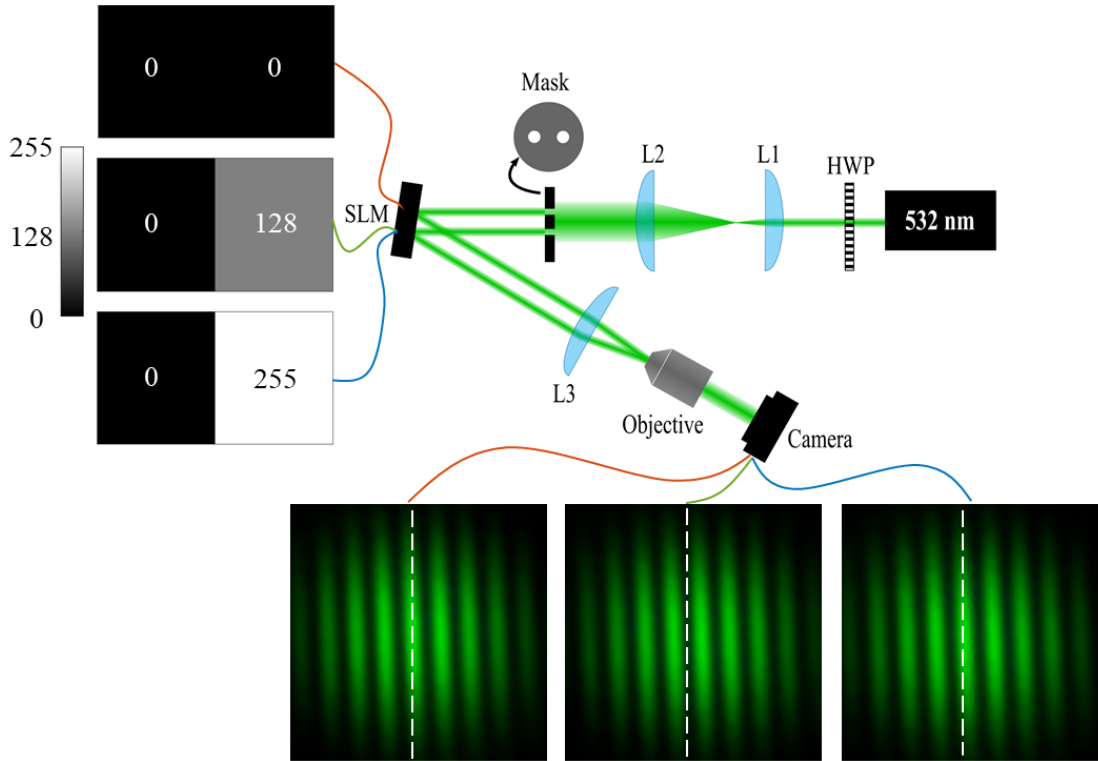 0 0
255
128
0
0 128
0 255
Mask
L2
L1
HWP
532 nm
SLM
L3
Objective
Camera